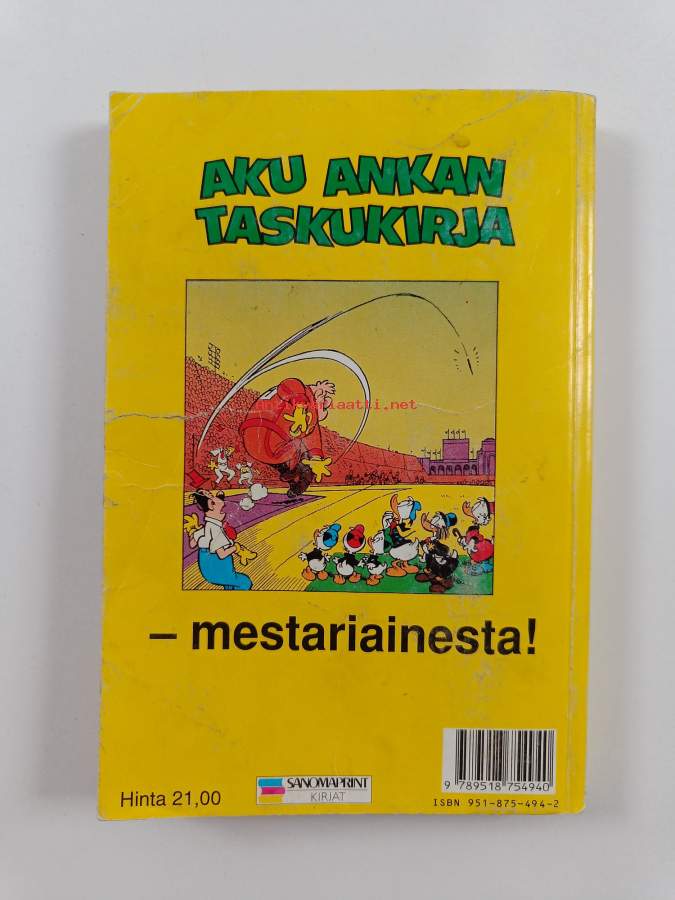 AKU ANKAN
TASKUKIRJA
– mestariainesta!
Hinta 21,00
SANOMAPRINT
KIRJAT
9 789518 754940
ISBN 951-875-494-2